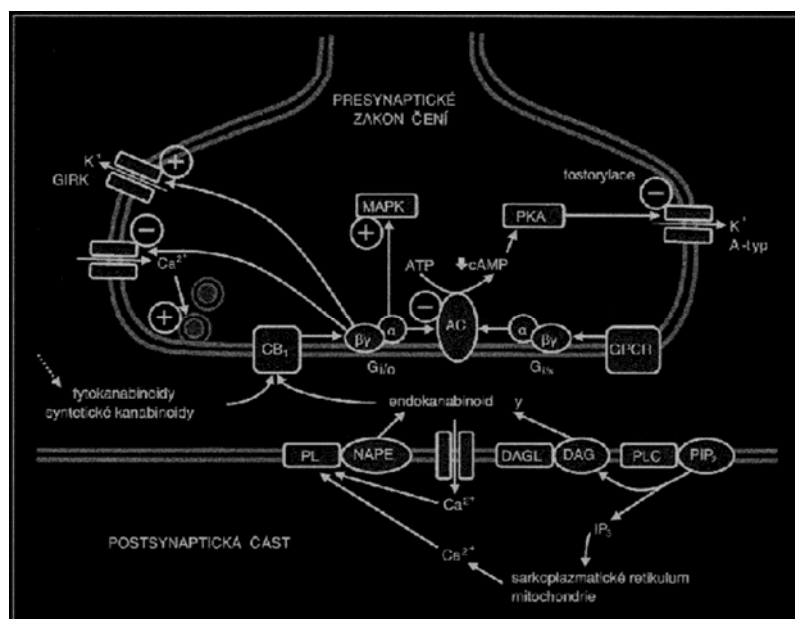 PRESYNAPTICKÉ
ZAKON ČENÍ
K⁺
GIRK
+
fosforylace
−
MAPK
+
PKA
K⁺
A-typ
−
Ca²⁺
ATP
cAMP
+
−
AC
CB₁
βγ
α
α
βγ
GPCR
Gi/o
Gi/s
fytokanabinoidy
syntetické kanabinoidy
endokanabinoid y
PL
NAPE
DAGL
DAG
PLC
PIP₂
Ca²⁺
IP₃
POSTSYNAPTICKÁ ČÁST
Ca²⁺
sarkoplazmatické retikulum
mitochondrie